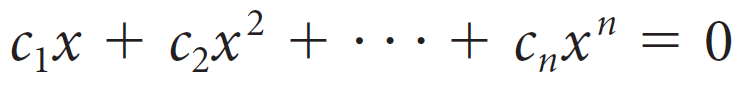 c₁x + c₂x² + · · · + cₙxⁿ = 0